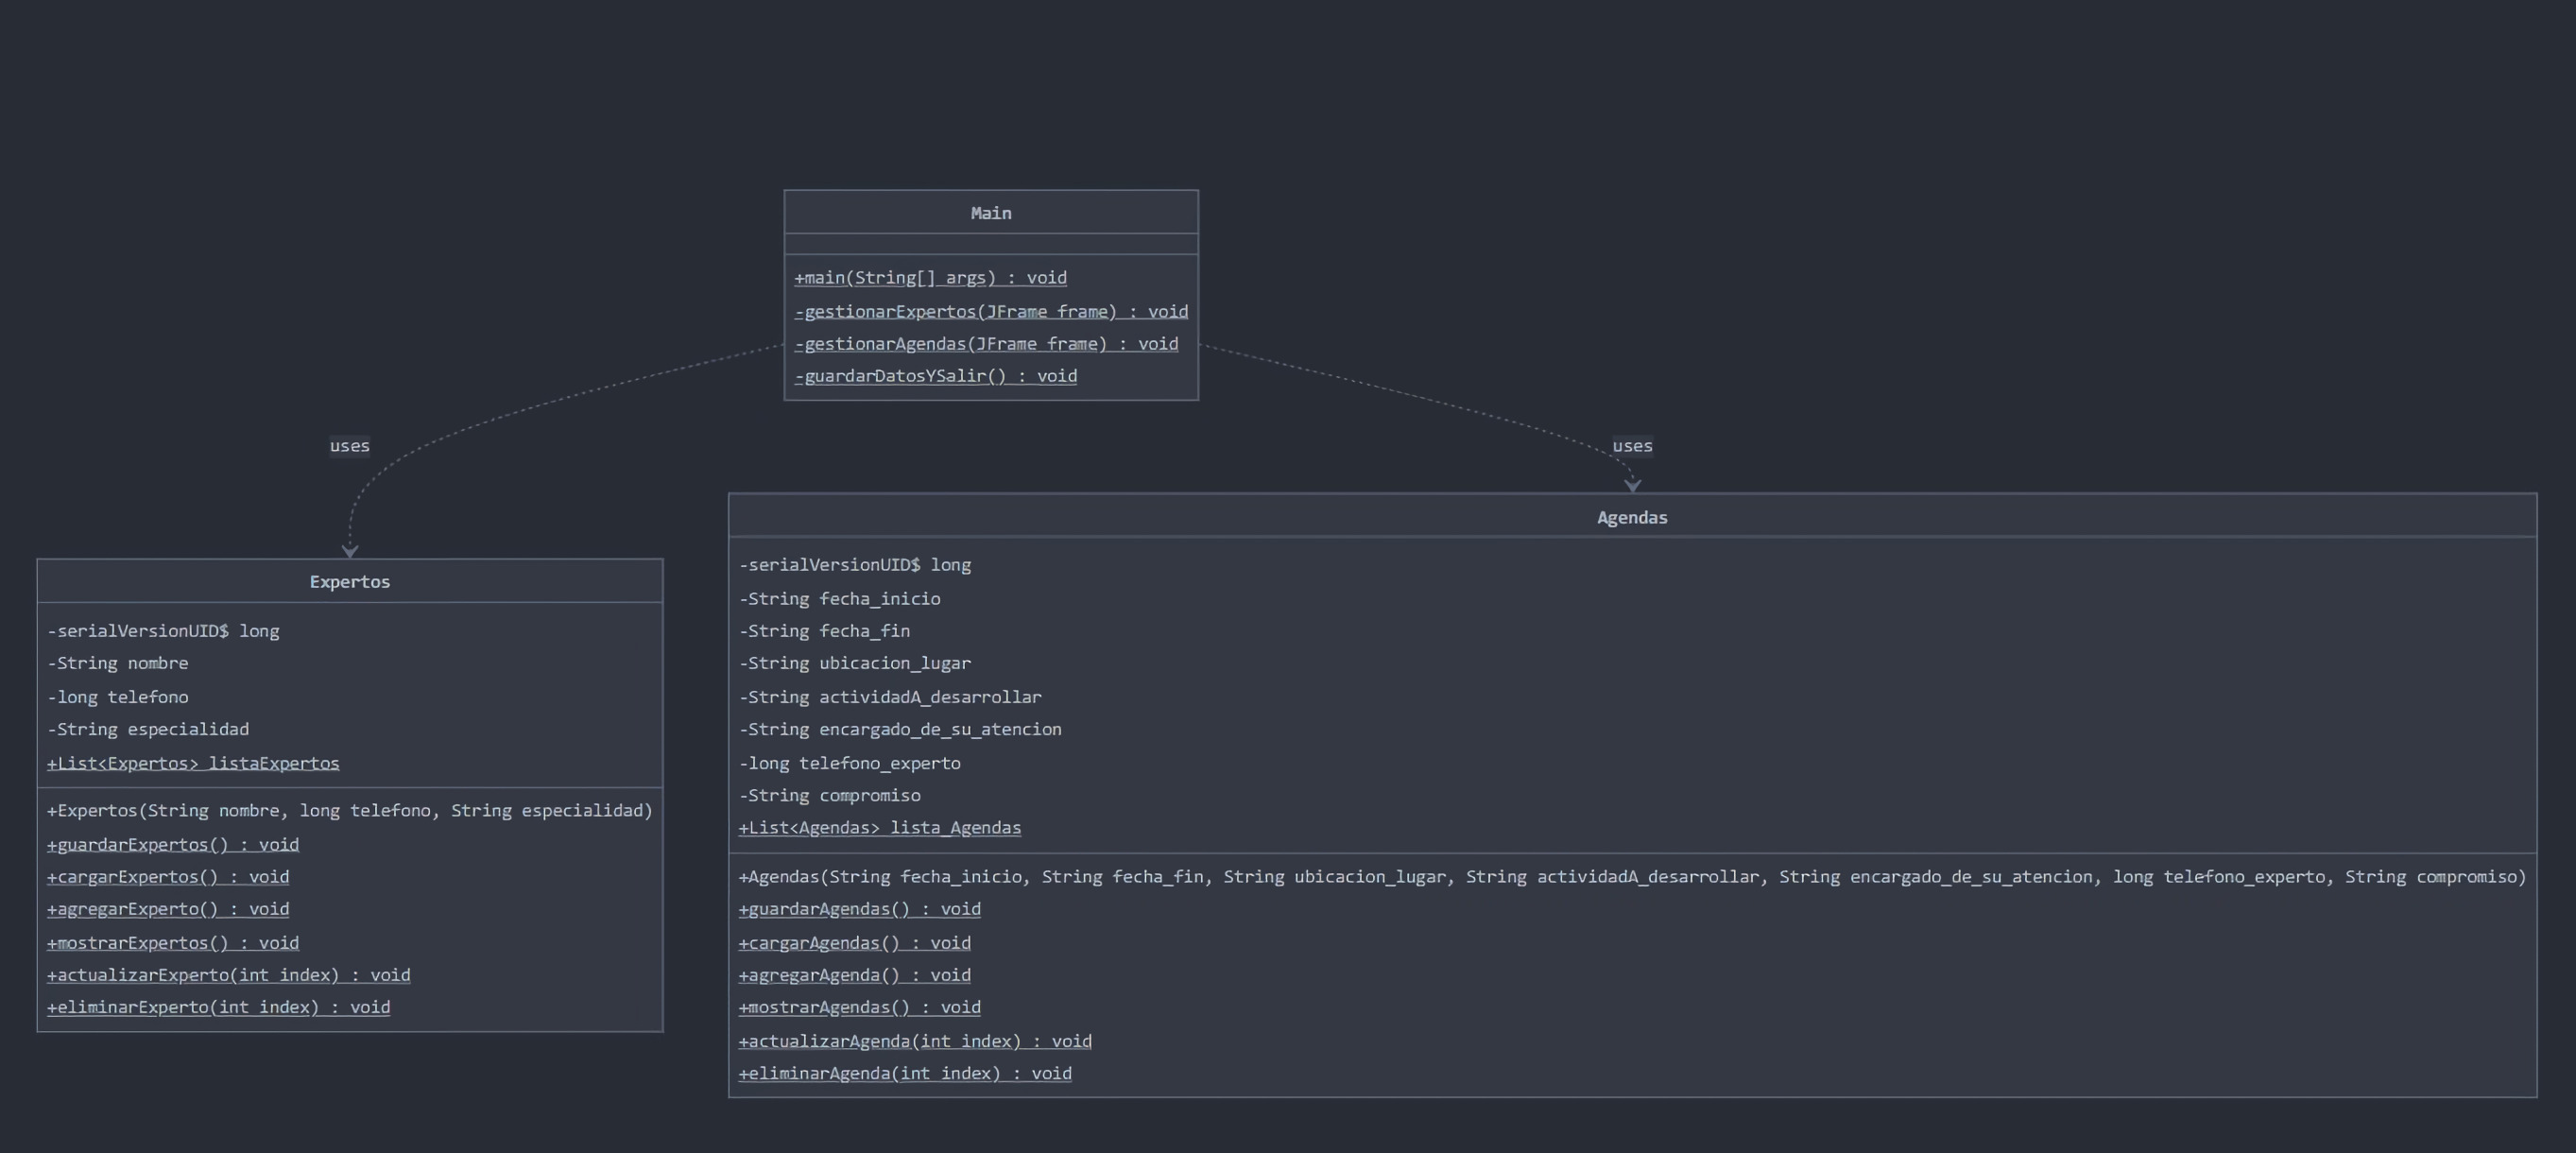 Main
+main(String[] args) : void
-gestionarExpertos(JFrame frame) : void
-gestionarAgendas(JFrame frame) : void
-guardarDatosYSalir() : void
uses
uses
Expertos
-serialVersionUID$ long
-String nombre
-long telefono
-String especialidad
+List<Expertos> listaExpertos
+Expertos(String nombre, long telefono, String especialidad)
+guardarExpertos() : void
+cargarExpertos() : void
+agregarExperto() : void
+mostrarExpertos() : void
+actualizarExperto(int index) : void
+eliminarExperto(int index) : void
Agendas
-serialVersionUID$ long
-String fecha_inicio
-String fecha_fin
-String ubicacion_lugar
-String actividadA_desarrollar
-String encargado_de_su_atencion
-long telefono_experto
-String compromiso
+List<Agendas> lista_Agendas
+Agendas(String fecha_inicio, String fecha_fin, String ubicacion_lugar, String actividadA_desarrollar, String encargado_de_su_atencion, long telefono_experto, String compromiso)
+guardarAgendas() : void
+cargarAgendas() : void
+agregarAgenda() : void
+mostrarAgendas() : void
+actualizarAgenda(int index) : void
+eliminarAgenda(int index) : void